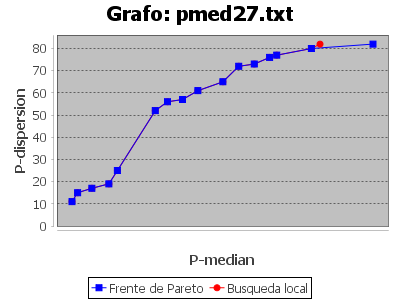 Grafo: pmed27.txt
80
70
60
50
40
30
20
10
0
P-dispersion
P-median
Frente de Pareto
Busqueda local